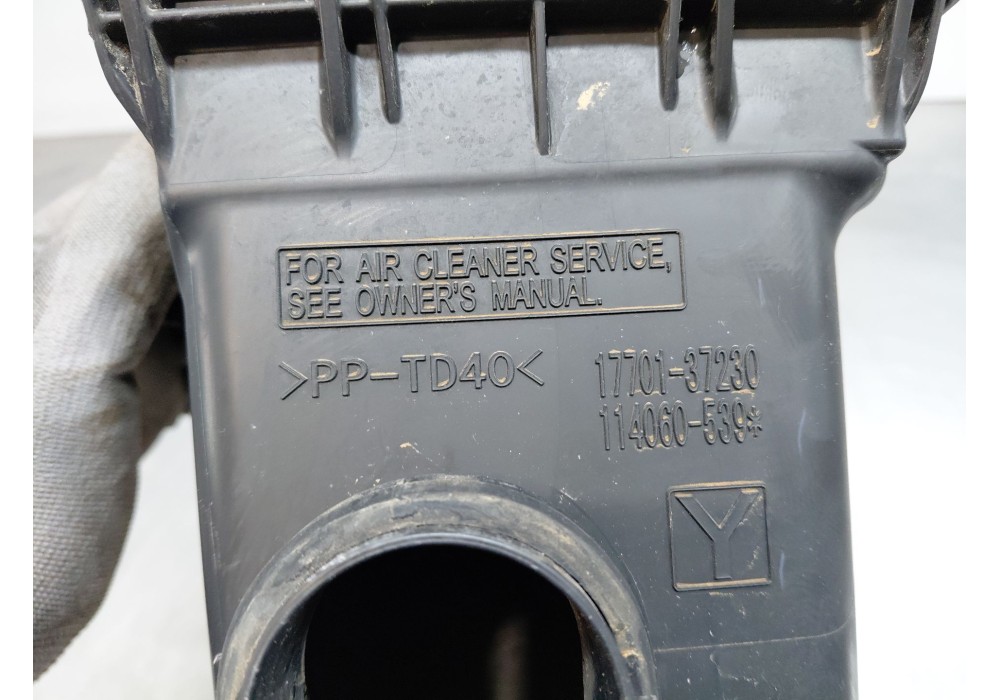 FOR AIR CLEANER SERVICE,
SEE OWNER'S MANUAL.
>PP-TD40<
17701-37230
114060-539*
Y